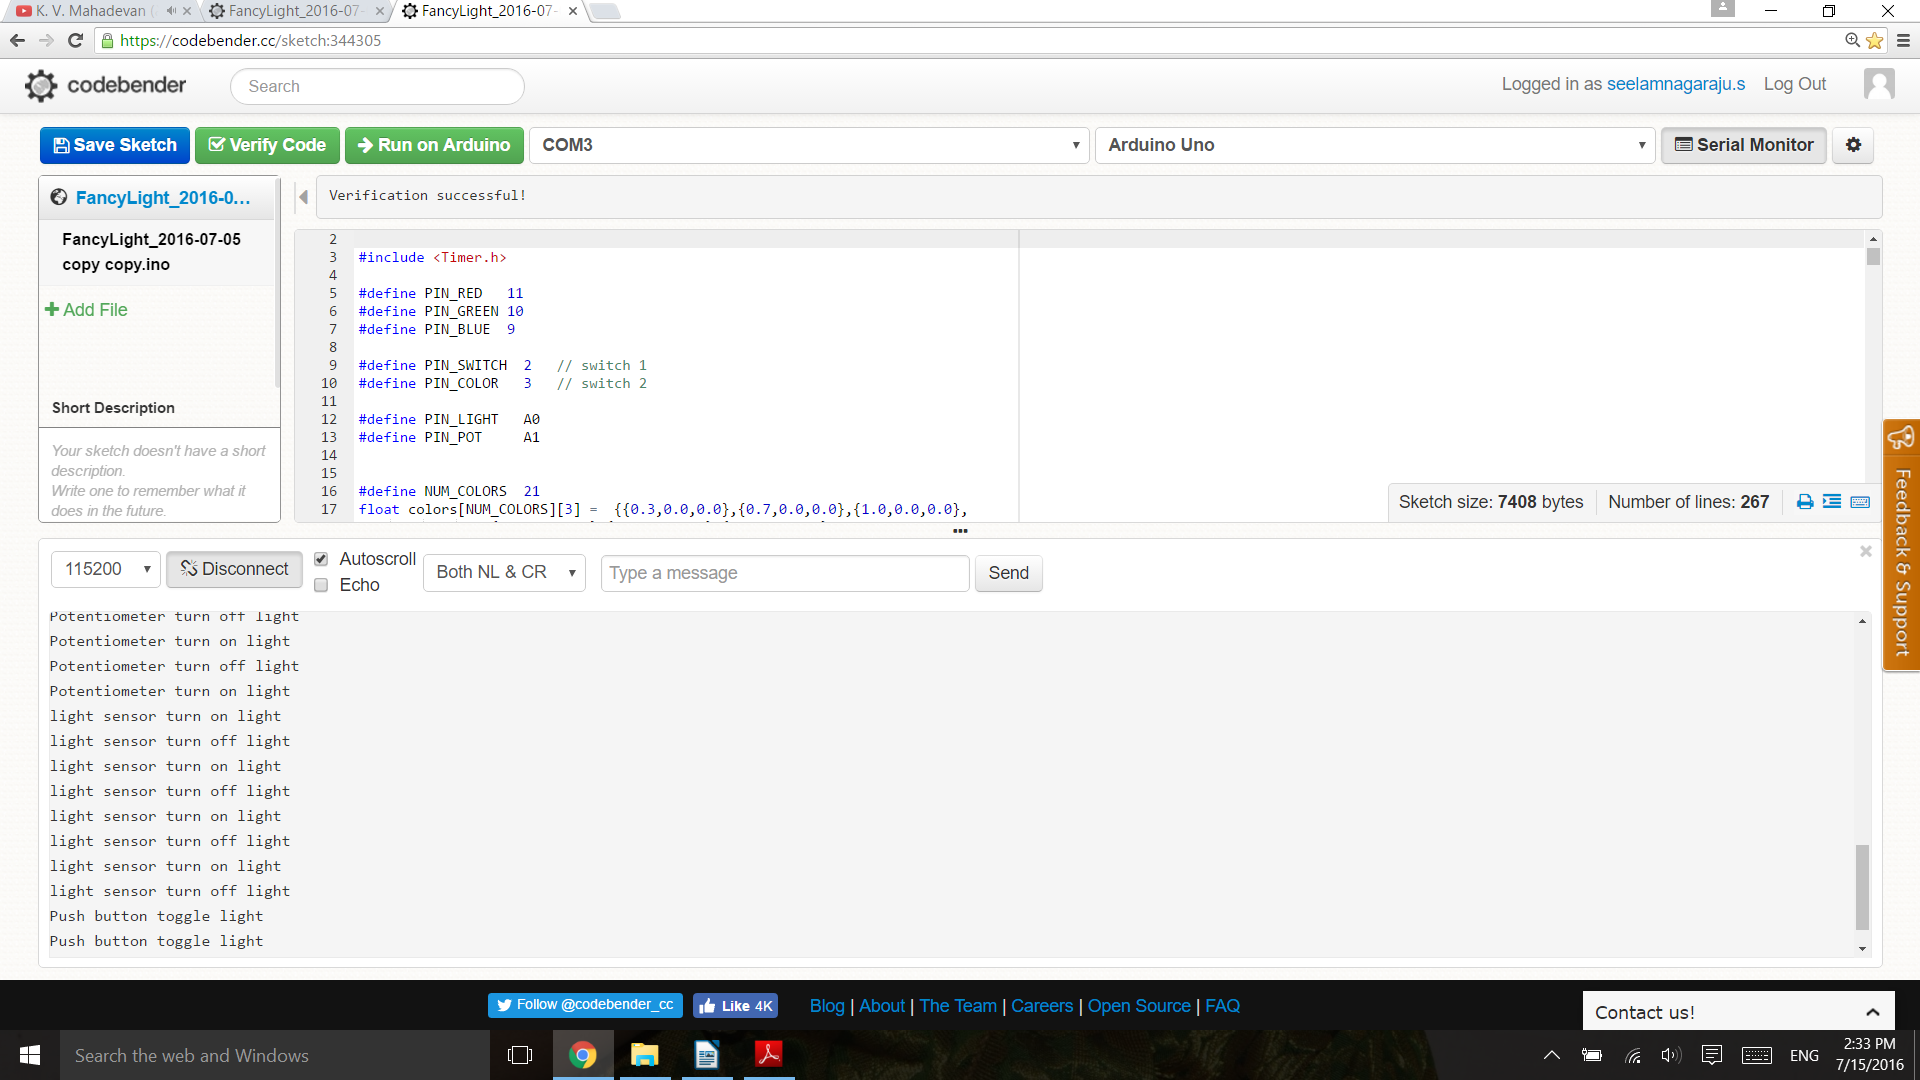 K. V. Mahadevan
FancyLight_2016-07-
FancyLight_2016-07-
https://codebender.cc/sketch:344305
codebender
Search
Logged in as seelamnagaraju.s Log Out
Save Sketch
Verify Code
Run on Arduino
COM3
Arduino Uno
Serial Monitor
FancyLight_2016-0...
FancyLight_2016-07-05
copy copy.ino
Add File
Short Description
Your sketch doesn't have a short
description.
Write one to remember what it
does in the future.
Verification successful!
2
3 #include <Timer.h>
4
5 #define PIN_RED 11
6 #define PIN_GREEN 10
7 #define PIN_BLUE 9
8
9 #define PIN_SWITCH 2 // switch 1
10 #define PIN_COLOR 3 // switch 2
11
12 #define PIN_LIGHT A0
13 #define PIN_POT A1
14
15
16 #define NUM_COLORS 21
17 float colors[NUM_COLORS][3] = {{0.3,0.0,0.0},{0.7,0.0,0.0},{1.0,0.0,0.0},
Sketch size: 7408 bytes
Number of lines: 267
Feedback & Support
115200
Disconnect
Autoscroll
Echo
Both NL & CR
Type a message
Send
Potentiometer turn off light
Potentiometer turn on light
Potentiometer turn off light
Potentiometer turn on light
light sensor turn on light
light sensor turn off light
light sensor turn on light
light sensor turn off light
light sensor turn on light
light sensor turn off light
light sensor turn on light
light sensor turn off light
Push button toggle light
Push button toggle light
Follow @codebender_cc
Like 4K
Blog | About | The Team | Careers | Open Source | FAQ
Contact us!
Search the web and Windows
ENG
2:33 PM
7/15/2016